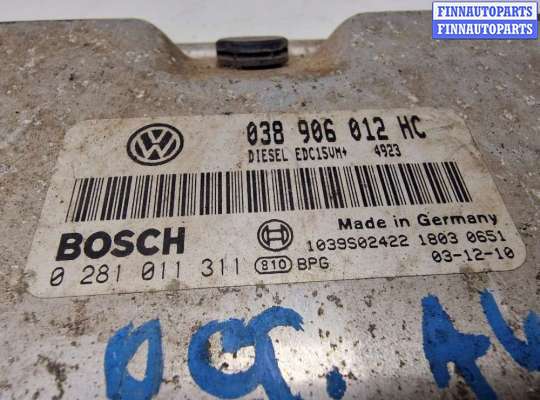 FINNAUTOPARTS
FINNAUTOPARTS
038 906 012 HC
DIESEL EDC15VM+ 4923
BOSCH
Made in Germany
0 281 011 311 810 BPG
1039S02422 1803 0651
03-12-10